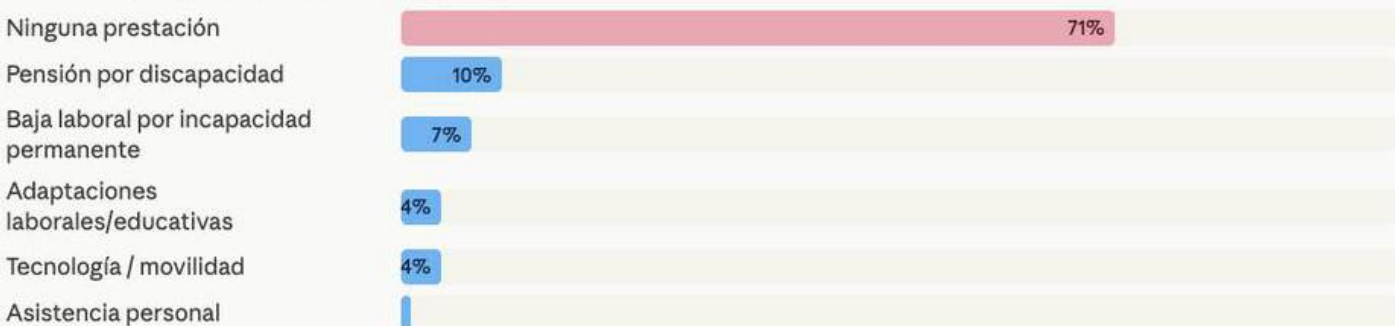 Ninguna prestación 71%
Pensión por discapacidad 10%
Baja laboral por incapacidad
permanente 7%
Adaptaciones
laborales/educativas 4%
Tecnología / movilidad 4%
Asistencia personal